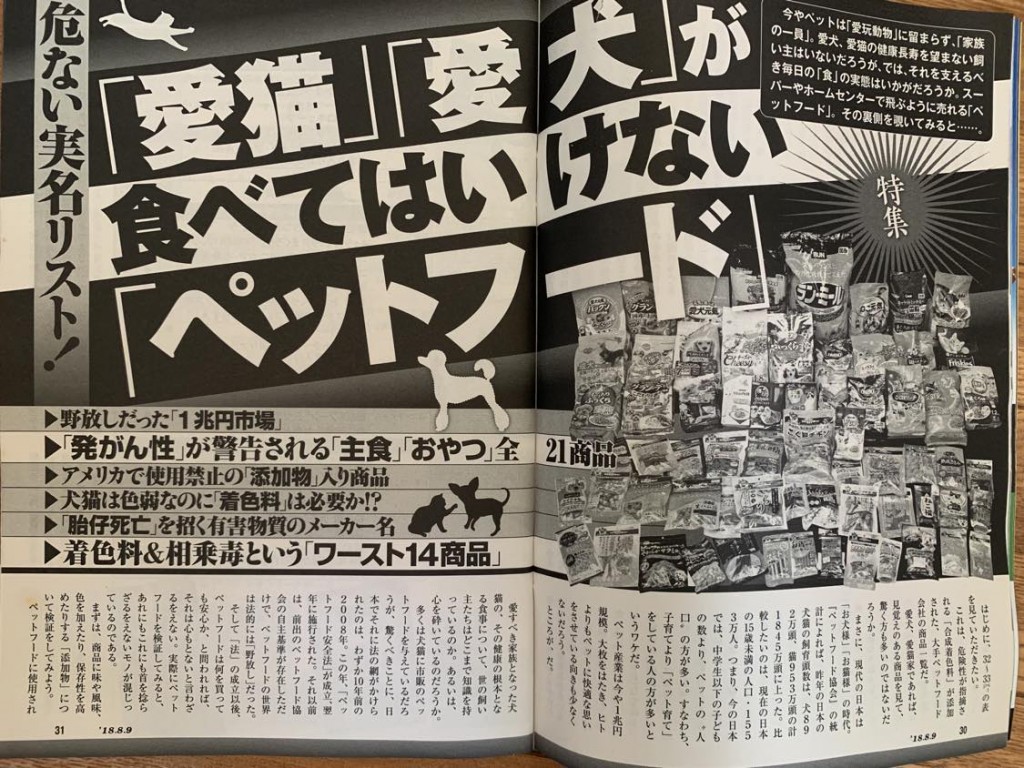 危ない実名リスト!
「愛猫」「愛犬」が
食べてはいけない
「ペットフード」
今やペットは「愛玩動物」に留まらず、「家族
の一員」。愛犬、愛猫の健康長寿を望まない飼
い主はいないだろうが、では、それを支えるべ
き毎日の「食」の実態はいかがだろうか。スー
パーやホームセンターで飛ぶように売れる「ペ
ットフード」。その裏側を覗いてみると……。
特集
▶野放しだった「1兆円市場」
▶「発がん性」が警告される「主食」「おやつ」全21商品
▶アメリカで使用禁止の「添加物」入り商品
▶犬猫は色弱なのに「着色料」は必要か!?
▶「胎仔死亡」を招く有害物質のメーカー名
▶着色料&相乗毒という「ワースト14商品」
はじめに、32・33㌻の表
を見ていただきたい。
これは、危険性が指摘さ
れる「合成着色料」が添加
された、大手ペットフード
会社の商品の一覧だ。
愛犬家、愛猫家であれば、
見覚えのある商品を見て、
驚く方も多いのではないだ
ろうか。
まさに、現代の日本は
「お犬様」「お猫様」の時代。
「ペットフード協会」の統
計によれば、昨年の日本の
犬猫の飼育頭数は、犬89
2万頭、猫953万頭の計
1845万頭に上った。比
較したいのは、現在の日本
の15歳未満の人口・155
3万人。つまり、今の日本
では、中学生以下の子ども
の数より、ペットの〝人
口〟の方が多い。すなわち、
子育てより「ペット育て」
をしている人の方が多いと
いうワケだ。
ペット産業は今や1兆円
規模。大枚をはたき、ヒト
よりもペットに快適な思い
をさせている向きも少なく
ないだろう。
ところが、だ。
30
'18.8.9
愛すべき家族となった犬
猫の、その健康の根本とな
る食事について、世の飼い
主たちはどこまで知識を持
っているのか、あるいは、
心を砕いているのだろうか。
多くは犬猫に市販のペッ
トフードを与えているだろ
うが、驚くべきことに、日
本でそれに法の網がかけら
れたのは、わずか10年前の
2008年。この年、「ペッ
トフード安全法」が成立、翌
年に施行された。それ以前
は、前出のペットフード協
会の自主基準が存在しただ
けで、ペットフードの世界
は法的には〝野放し〟だった。
そして「法」の成立以後、
ペットフードは何を買って
も安心か、と問われれば、
それは心もとないと言わざ
るをえない。実際にペット
フードを検証してみると、
あれにもこれにも首を捻ら
ざるをえないモノが混じっ
ているのである。
まずは、商品に味や風味、
色を加えたり、保存性を高
めたりする「添加物」につ
いて検証をしてみよう。
ペットフードに使用され
31
'18.8.9